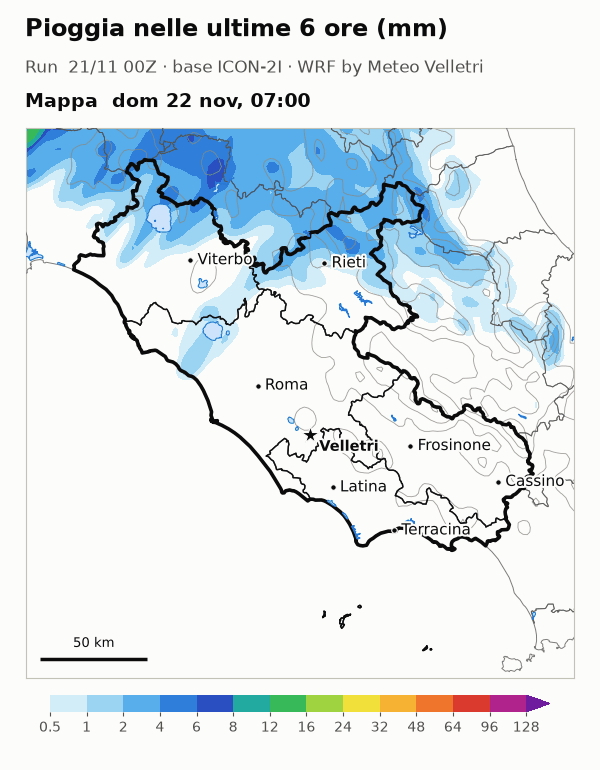 Pioggia nelle ultime 6 ore (mm)
Run 21/11 00Z · base ICON-2I · WRF by Meteo Velletri
Mappa dom 22 nov, 07:00
Viterbo
Rieti
Roma
Velletri
Frosinone
Latina
Cassino
Terracina
50 km
0.5 1 2 4 6 8 12 16 24 32 48 64 96 128